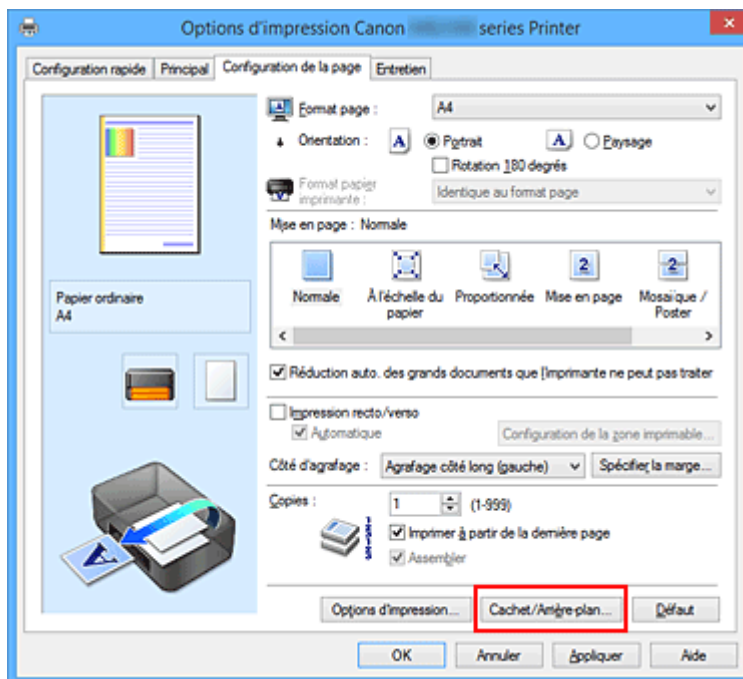 Options d'impression Canon series Printer
Configuration rapide Principal Configuration de la page Entretien
Format page : A4
Orientation : A Portrait A Paysage
Rotation 180 degrés
Format papier imprimante : Identique au format page
Mise en page : Normale
2 2
Normale À l'échelle du papier Proportionnée Mise en page Mosaïque / Poster
Papier ordinaire
A4
Réduction auto. des grands documents que l'imprimante ne peut pas traiter
Impression recto/verso
Automatique Configuration de la zone imprimable...
Côté d'agrafage : Agrafage côté long (gauche) Spécifier la marge...
Copies : 1 (1-999)
Imprimer à partir de la dernière page
Assembler
Options d'impression... Cachet/Arrière-plan... Défaut
OK Annuler Appliquer Aide